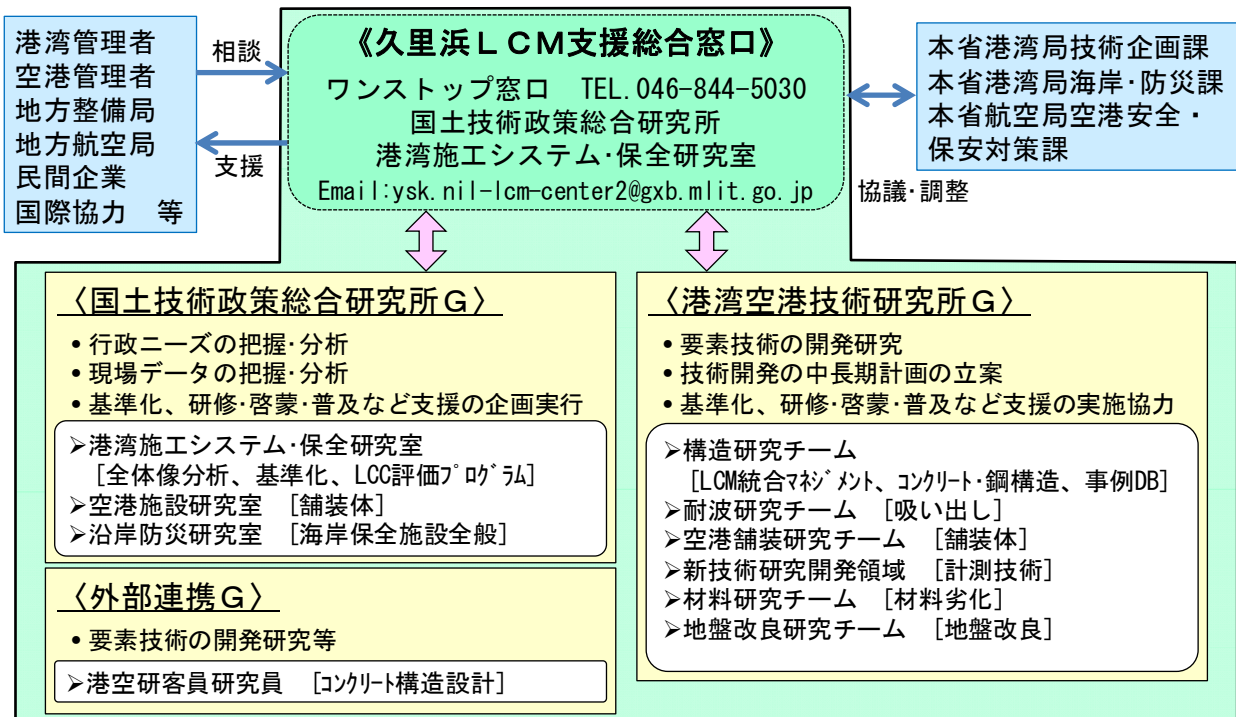 港湾管理者
空港管理者
地方整備局
地方航空局
民間企業
国際協力　等
相談
支援
《久里浜ＬＣＭ支援総合窓口》
ワンストップ窓口　TEL.046-844-5030
国土技術政策総合研究所
港湾施工システム･保全研究室
Email:ysk.nil-lcm-center2@gxb.mlit.go.jp
本省港湾局技術企画課
本省港湾局海岸･防災課
本省航空局空港安全・
保安対策課
協議･調整
〈国土技術政策総合研究所Ｇ〉
• 行政ニーズの把握･分析
• 現場データの把握･分析
• 基準化、研修･啓蒙･普及など支援の企画実行
➢港湾施工システム･保全研究室
[全体像分析、基準化、LCC評価ﾌﾟﾛｸﾞﾗﾑ]
➢空港施設研究室　[舗装体]
➢沿岸防災研究室　[海岸保全施設全般]
〈外部連携Ｇ〉
• 要素技術の開発研究等
➢港空研客員研究員　[ｺﾝｸﾘｰﾄ構造設計]
〈港湾空港技術研究所Ｇ〉
• 要素技術の開発研究
• 技術開発の中長期計画の立案
• 基準化、研修･啓蒙･普及など支援の実施協力
➢構造研究チーム
[LCM統合ﾏﾈｼﾞﾒﾝﾄ、ｺﾝｸﾘｰﾄ･鋼構造、事例DB]
➢耐波研究チーム　[吸い出し]
➢空港舗装研究チーム　[舗装体]
➢新技術研究開発領域　[計測技術]
➢材料研究チーム　[材料劣化]
➢地盤改良研究チーム　[地盤改良]